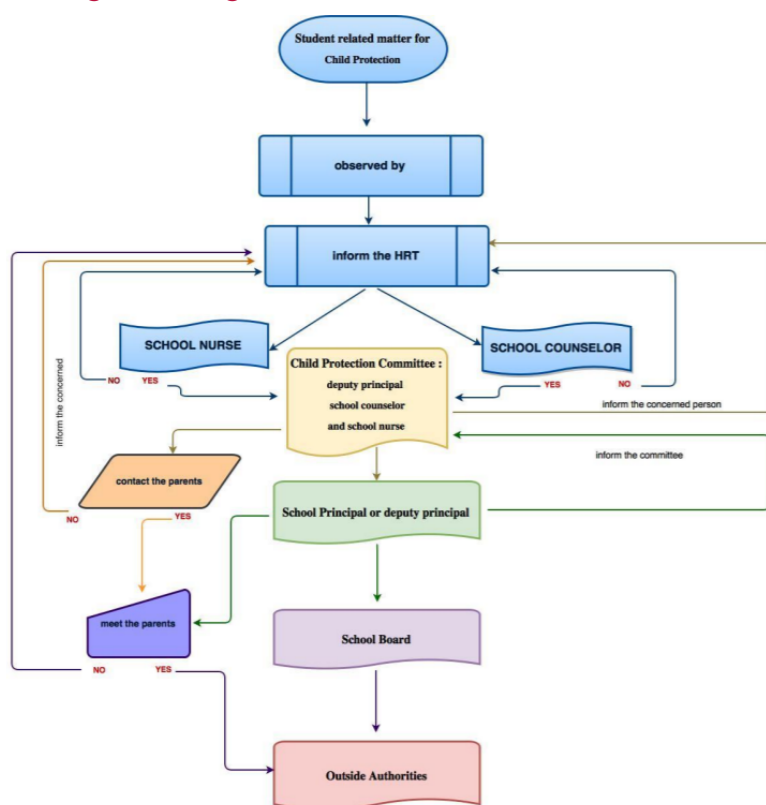 Student related matter for
Child Protection
observed by
inform the HRT
SCHOOL NURSE
SCHOOL COUNSELOR
Child Protection Committee :
deputy principal
school counselor
and school nurse
NO
YES
YES
NO
inform the concerned
inform the concerned person
inform the committee
contact the parents
NO
YES
School Principal or deputy principal
meet the parents
NO
YES
School Board
Outside Authorities